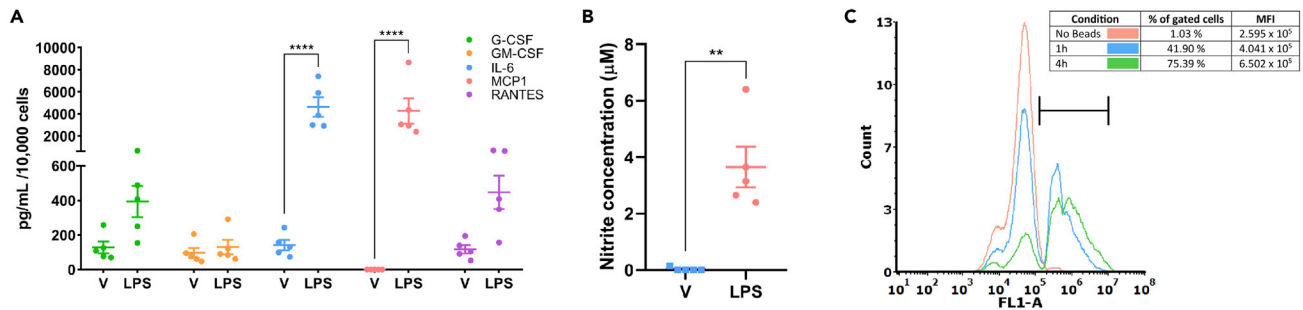 A
G-CSF
GM-CSF
IL-6
MCP1
RANTES
****
****
pg/mL /10,000 cells
10000
8000
6000
4000
2000
600
400
200
0
V LPS V LPS V LPS V LPS V LPS
B
**
Nitrite concentration (μM)
8
6
4
2
0
V LPS
C
Condition % of gated cells MFI
No Beads 1.03 % 2.595 x 10⁵
1h 41.90 % 4.041 x 10⁵
4h 75.39 % 6.502 x 10⁵
Count
13
10
7
3
0
10¹ 10² 10³ 10⁴ 10⁵ 10⁶ 10⁷ 10⁸
FL1-A